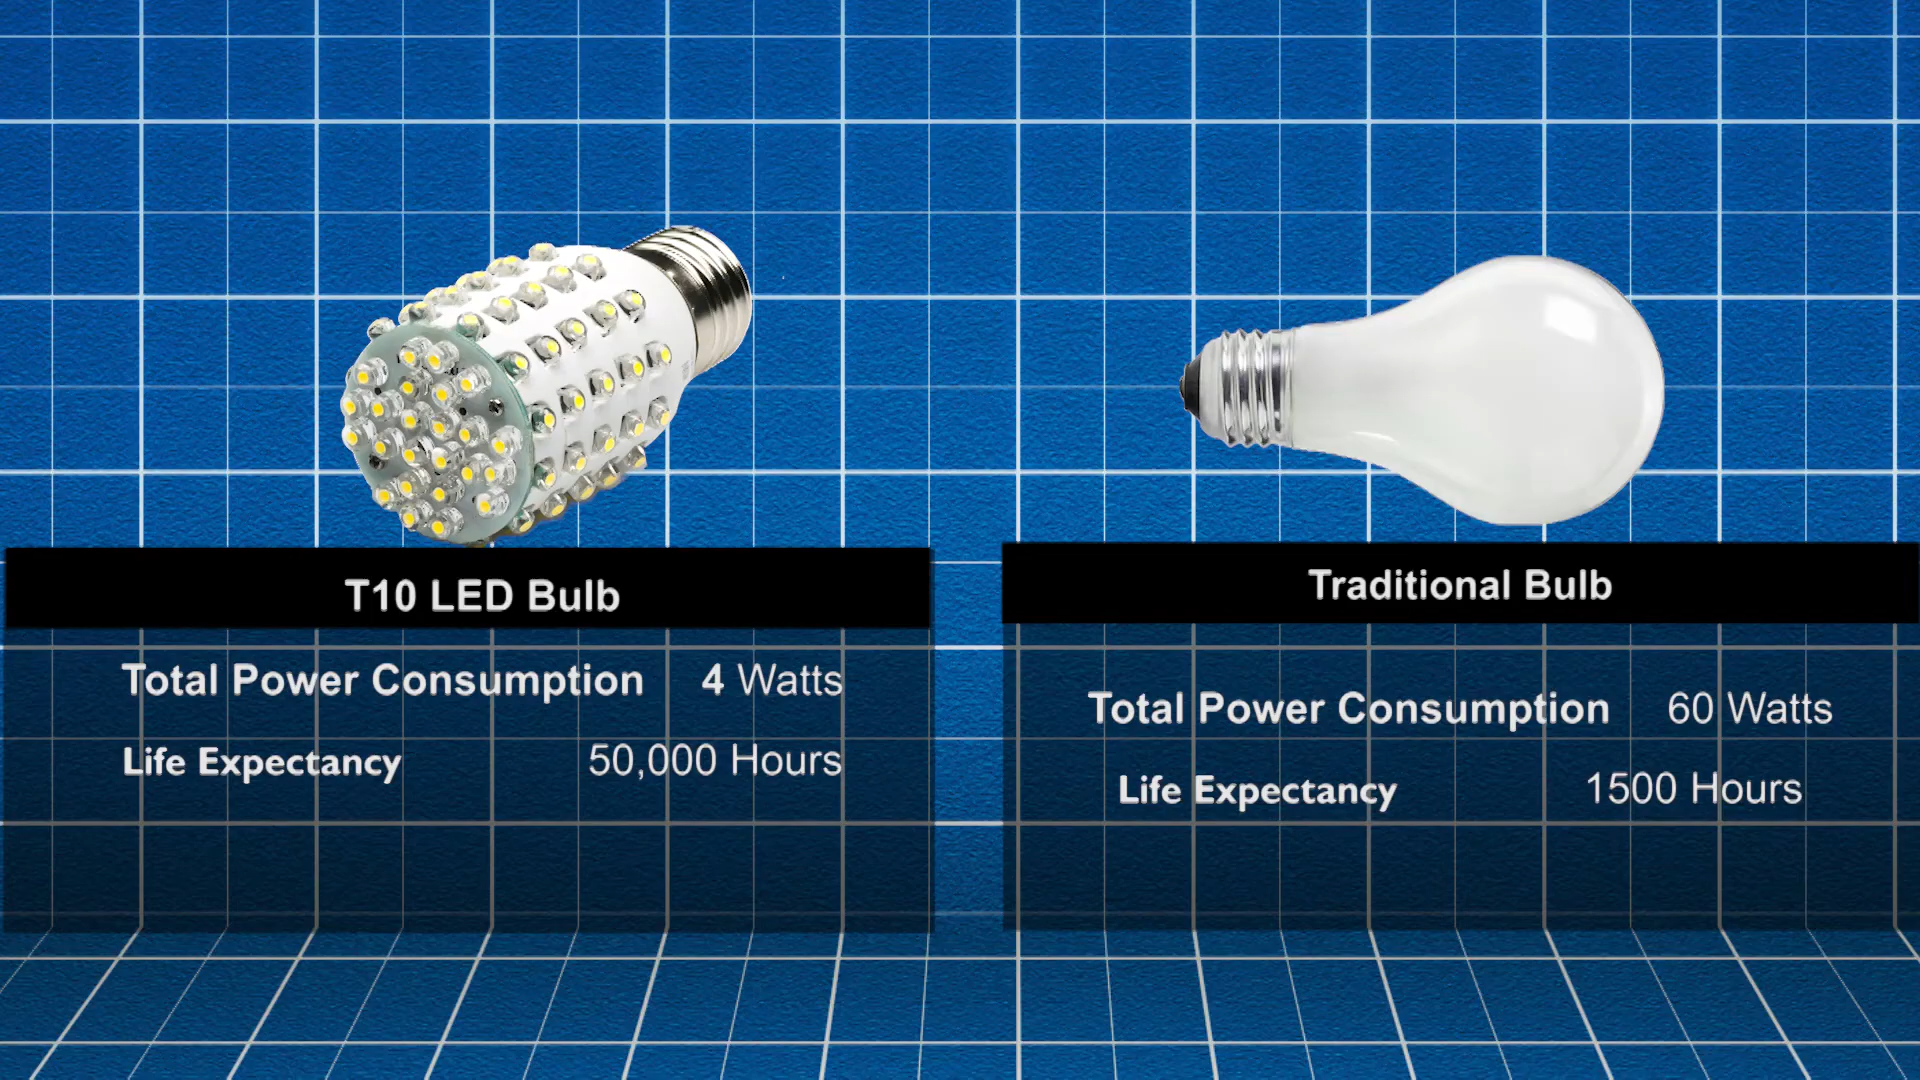 T10 LED Bulb
Total Power Consumption 4 Watts
Life Expectancy 50,000 Hours
Traditional Bulb
Total Power Consumption 60 Watts
Life Expectancy 1500 Hours